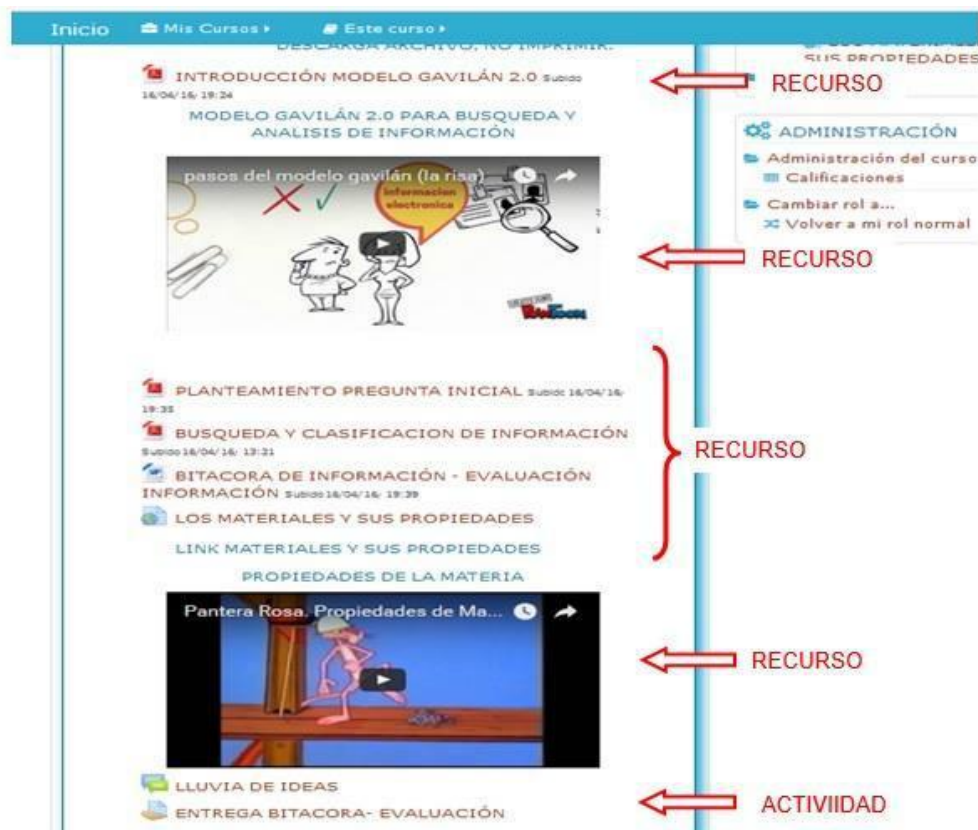 Inicio Mis Cursos Este curso
DESCARGA ARCHIVO, NO IMPRIMIR.
INTRODUCCIÓN MODELO GAVILÁN 2.0 Subido
16/04/16, 19:24
MODELO GAVILÁN 2.0 PARA BUSQUEDA Y
ANALISIS DE INFORMACIÓN
pasos del modelo gavilán (la risa)
informacion
electronica
PowToon
PLANTEAMIENTO PREGUNTA INICIAL Subido 16/04/16,
19:35
BUSQUEDA Y CLASIFICACION DE INFORMACIÓN
Subido 16/04/16, 13:21
BITACORA DE INFORMACIÓN - EVALUACIÓN
INFORMACIÓN Subido 16/04/16, 19:39
LOS MATERIALES Y SUS PROPIEDADES
LINK MATERIALES Y SUS PROPIEDADES
PROPIEDADES DE LA MATERIA
Pantera Rosa. Propiedades de Ma...
LLUVIA DE IDEAS
ENTREGA BITACORA- EVALUACIÓN
SUS PROPIEDADES
RECURSO
ADMINISTRACIÓN
Administración del curso
Calificaciones
Cambiar rol a...
Volver a mi rol normal
RECURSO
RECURSO
RECURSO
ACTIVIIDAD